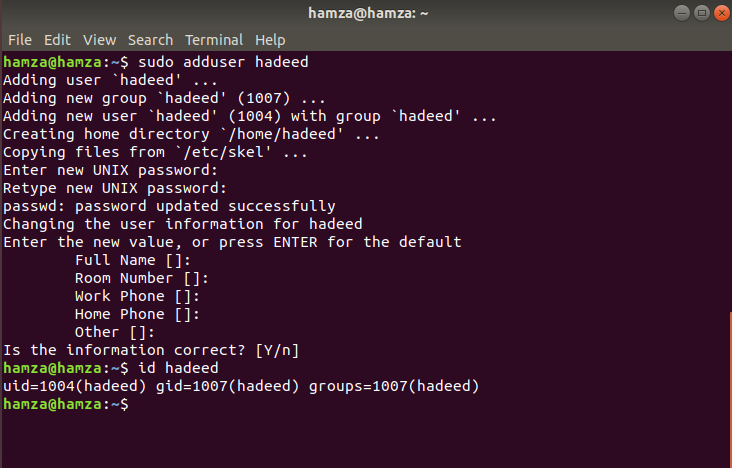 hamza@hamza: ~
File Edit View Search Terminal Help
hamza@hamza:~$ sudo adduser hadeed
Adding user `hadeed' ...
Adding new group `hadeed' (1007) ...
Adding new user `hadeed' (1004) with group `hadeed' ...
Creating home directory `/home/hadeed' ...
Copying files from `/etc/skel' ...
Enter new UNIX password:
Retype new UNIX password:
passwd: password updated successfully
Changing the user information for hadeed
Enter the new value, or press ENTER for the default
        Full Name []:
        Room Number []:
        Work Phone []:
        Home Phone []:
        Other []:
Is the information correct? [Y/n]
hamza@hamza:~$ id hadeed
uid=1004(hadeed) gid=1007(hadeed) groups=1007(hadeed)
hamza@hamza:~$